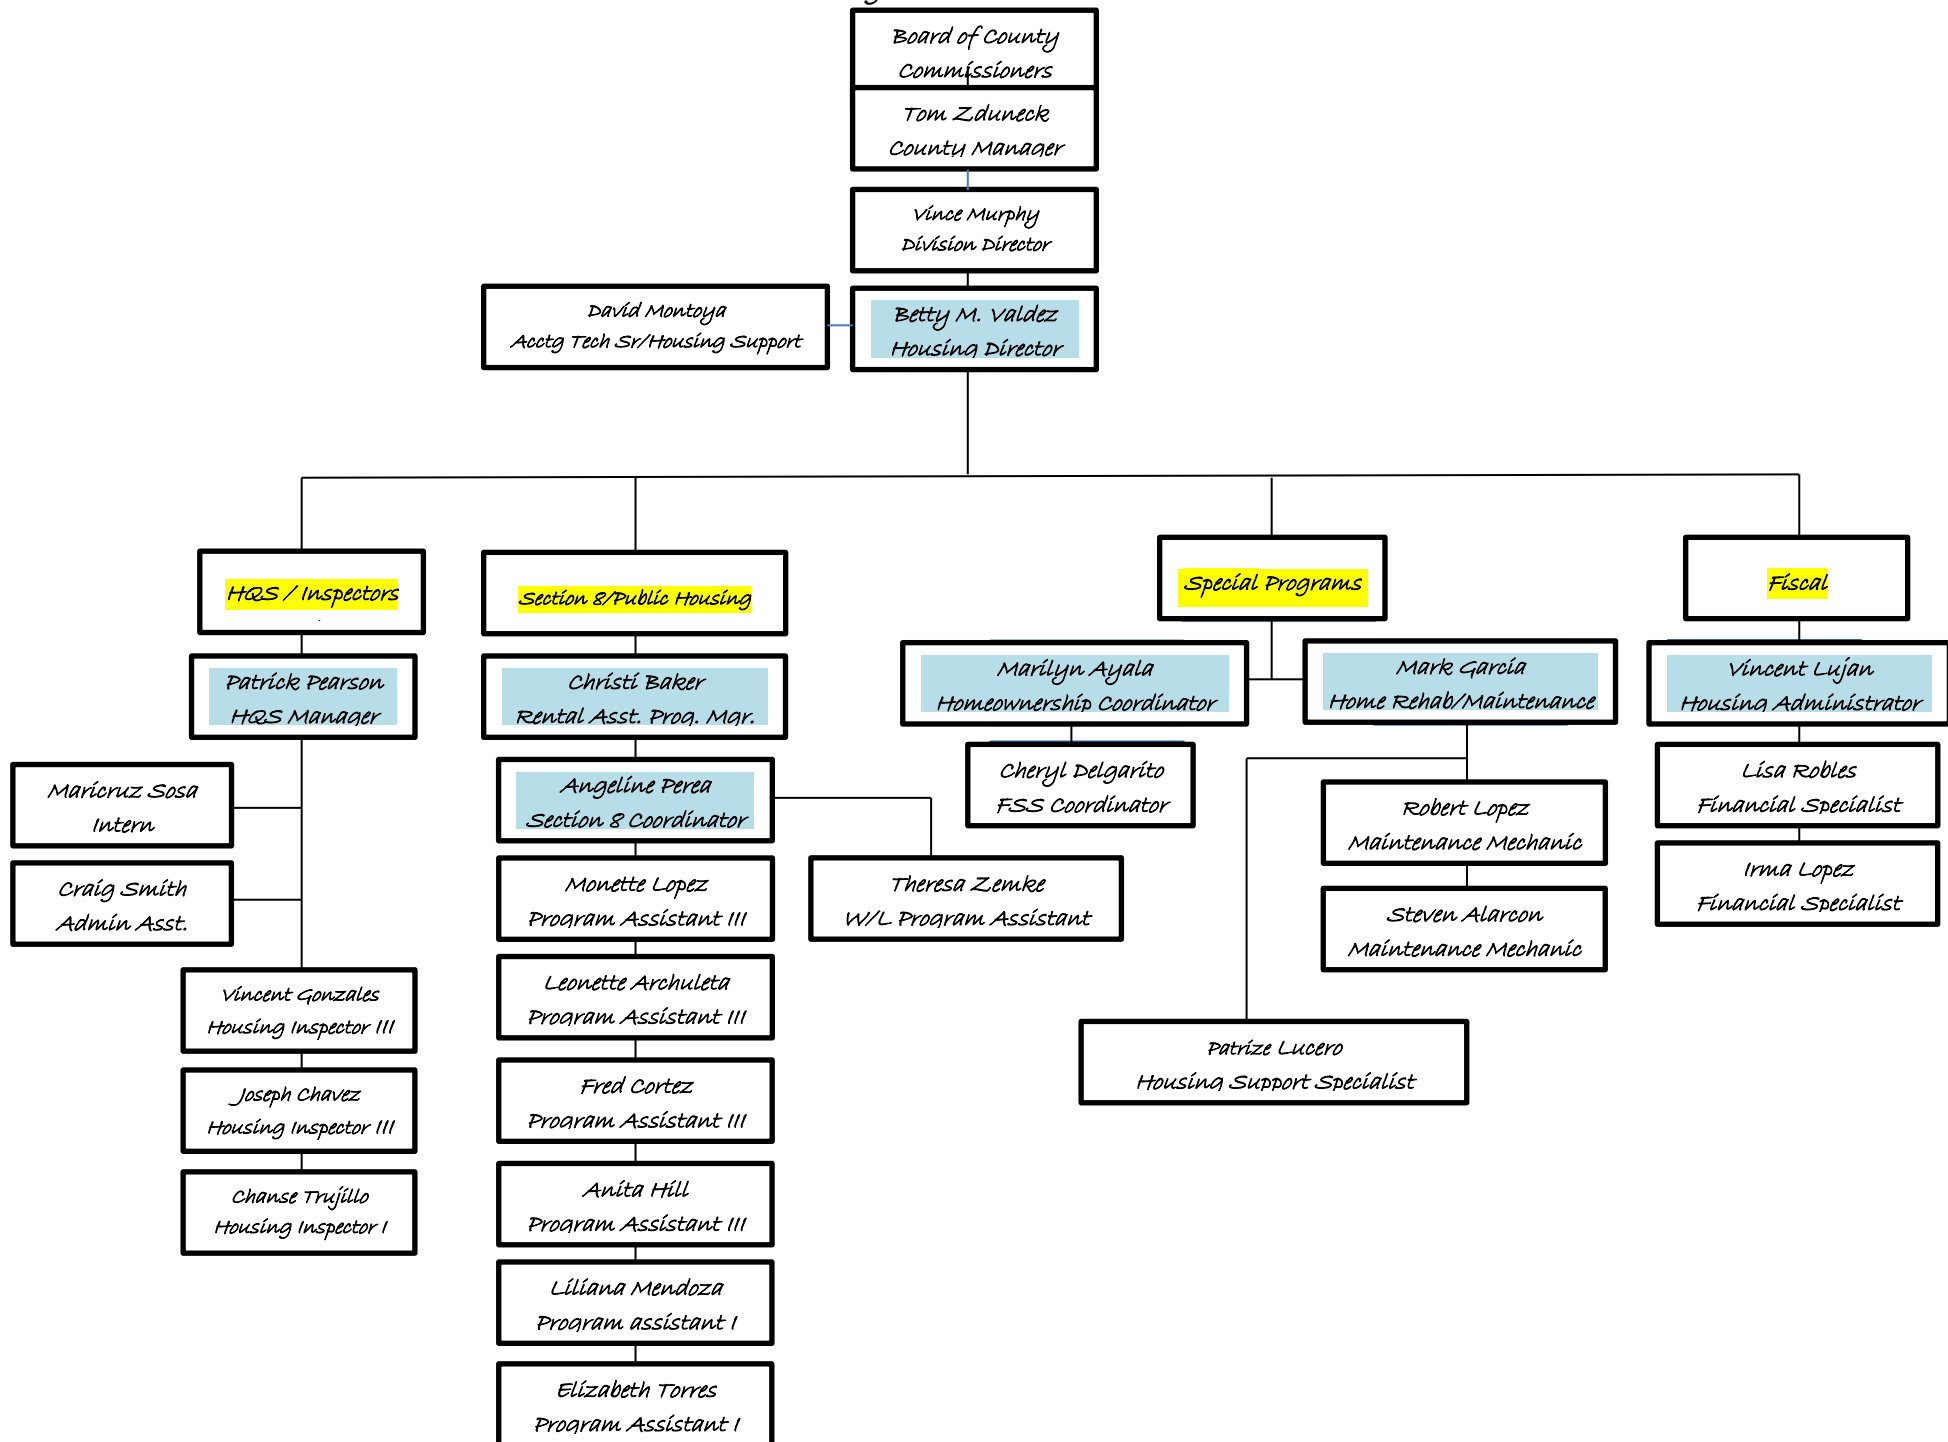 Board of County
Commissioners
Tom Zduneck
County Manager
Vince Murphy
Division Director
David Montoya
Acctg Tech Sr/Housing Support
Betty M. Valdez
Housing Director
HQS / Inspectors
Section 8/Public Housing
Special Programs
Fiscal
Patrick Pearson
HQS Manager
Christi Baker
Rental Asst. Prog. Mgr.
Marilyn Ayala
Homeownership Coordinator
Mark Garcia
Home Rehab/Maintenance
Vincent Lujan
Housing Administrator
Maricruz Sosa
Intern
Craig Smith
Admin Asst.
Angeline Perea
Section 8 Coordinator
Cheryl Delgarito
FSS Coordinator
Robert Lopez
Maintenance Mechanic
Lisa Robles
Financial Specialist
Monette Lopez
Program Assistant III
Theresa Zemke
W/L Program Assistant
Steven Alarcon
Maintenance Mechanic
Irma Lopez
Financial Specialist
Vincent Gonzales
Housing Inspector III
Leonette Archuleta
Program Assistant III
Patrize Lucero
Housing Support Specialist
Joseph Chavez
Housing Inspector III
Fred Cortez
Program Assistant III
Chanse Trujillo
Housing Inspector I
Anita Hill
Program Assistant III
Liliana Mendoza
Program assistant I
Elizabeth Torres
Program Assistant I